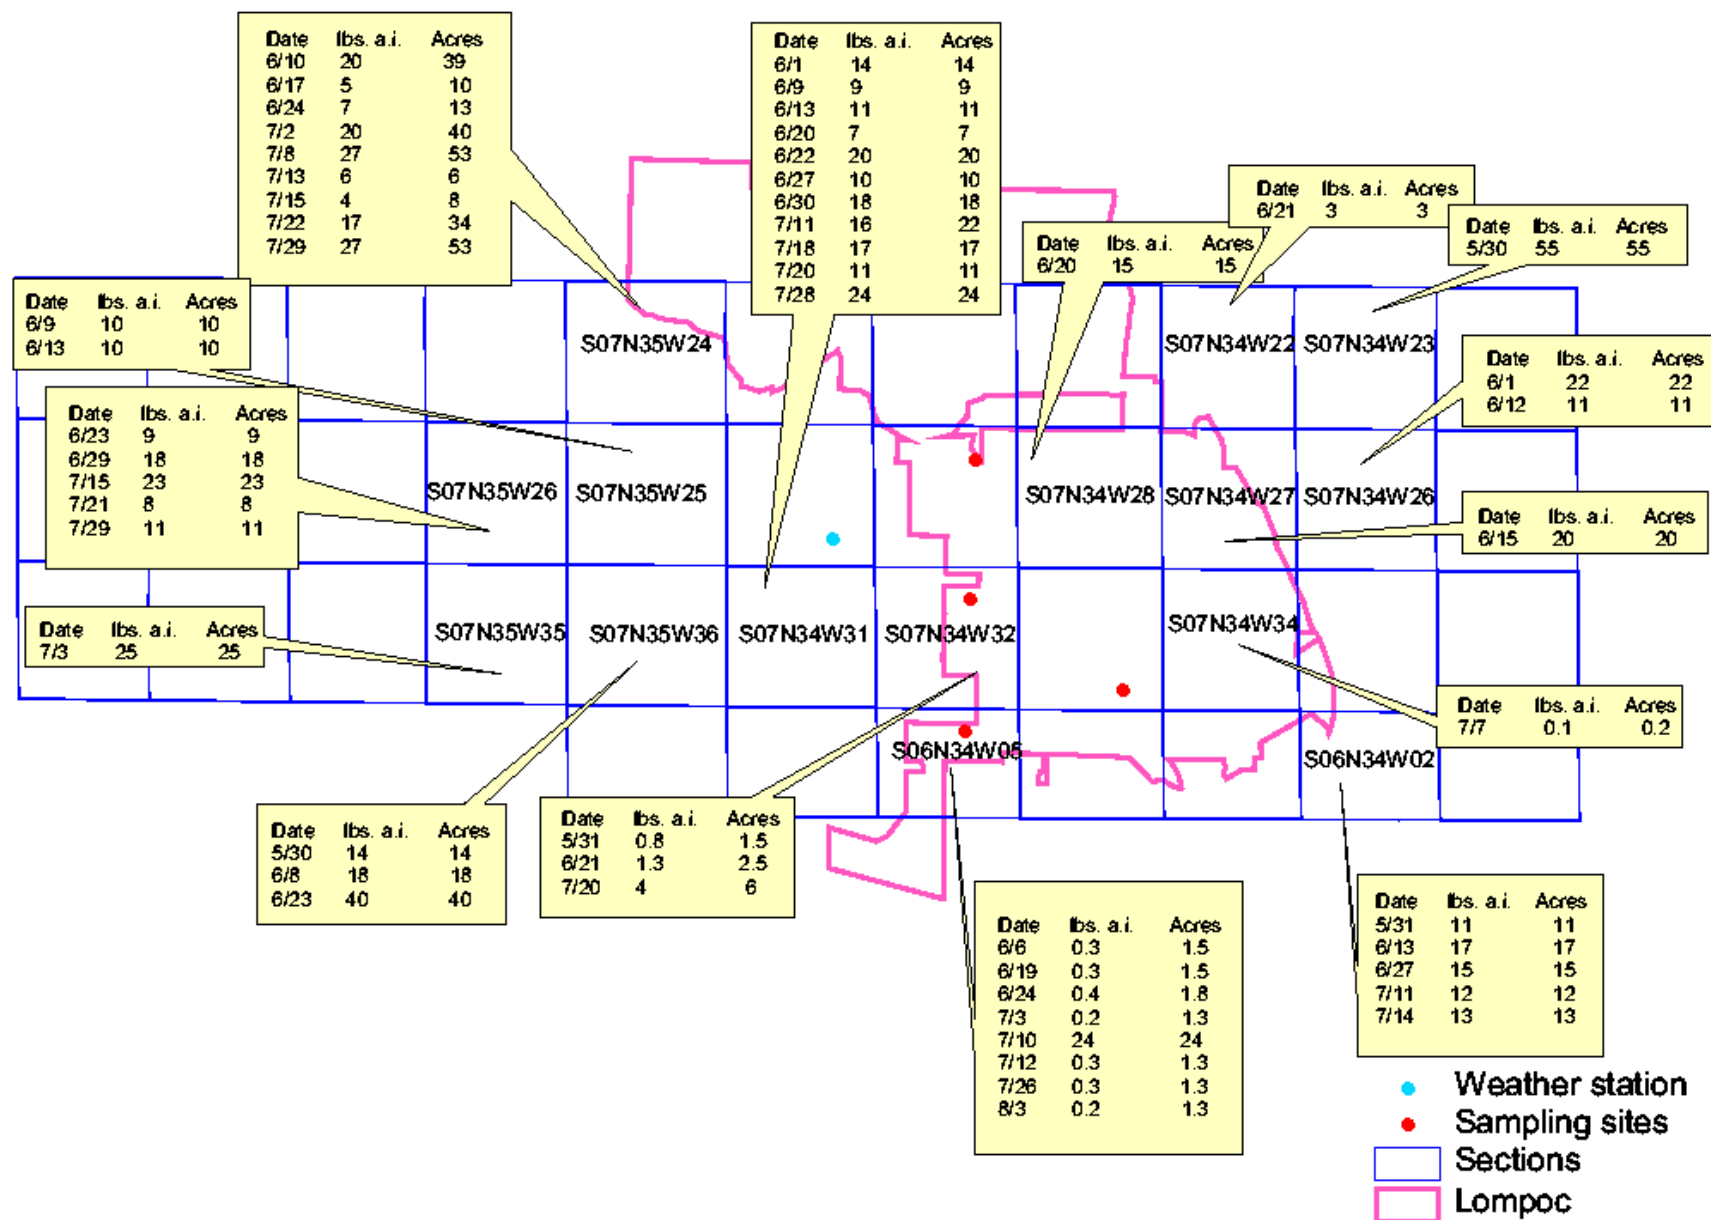 Date lbs. a.i. Acres
6/10 20 39
6/17 5 10
6/24 7 13
7/2 20 40
7/8 27 53
7/13 6 6
7/15 4 8
7/22 17 34
7/29 27 53
Date lbs. a.i. Acres
6/1 14 14
6/9 9 9
6/13 11 11
6/20 7 7
6/22 20 20
6/27 10 10
6/30 18 18
7/11 16 22
7/18 17 17
7/20 11 11
7/28 24 24
Date lbs. a.i. Acres
6/21 3 3
Date lbs. a.i. Acres
5/30 55 55
Date lbs. a.i. Acres
6/20 15 15
Date lbs. a.i. Acres
6/9 10 10
6/13 10 10
S07N35W24
S07N34W22
S07N34W23
Date lbs. a.i. Acres
6/1 22 22
6/12 11 11
Date lbs. a.i. Acres
6/23 9 9
6/29 18 18
7/15 23 23
7/21 8 8
7/29 11 11
S07N35W26
S07N35W25
S07N34W28
S07N34W27
S07N34W26
Date lbs. a.i. Acres
6/15 20 20
Date lbs. a.i. Acres
7/3 25 25
S07N35W35
S07N35W36
S07N34W31
S07N34W32
S07N34W34
Date lbs. a.i. Acres
7/7 0.1 0.2
S06N34W05
S06N34W02
Date lbs. a.i. Acres
5/30 14 14
6/8 18 18
6/23 40 40
Date lbs. a.i. Acres
5/31 0.8 1.5
6/21 1.3 2.5
7/20 4 6
Date lbs. a.i. Acres
6/6 0.3 1.5
6/19 0.3 1.5
6/24 0.4 1.8
7/3 0.2 1.3
7/10 24 24
7/12 0.3 1.3
7/26 0.3 1.3
8/3 0.2 1.3
Date lbs. a.i. Acres
5/31 11 11
6/13 17 17
6/27 15 15
7/11 12 12
7/14 13 13
Weather station
Sampling sites
Sections
Lompoc